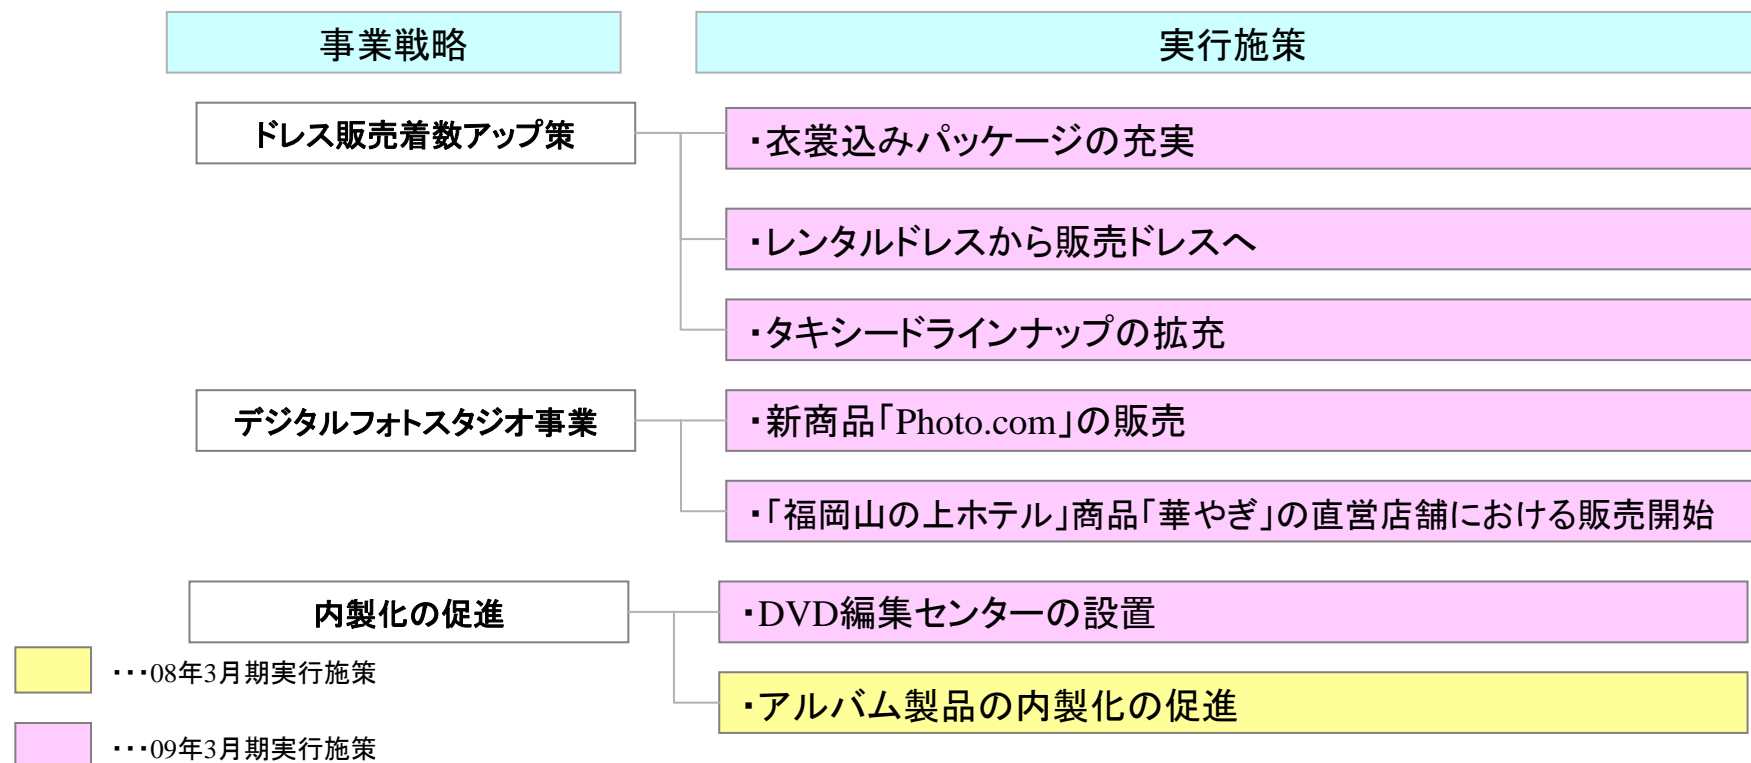 事業戦略
実行施策
ドレス販売着数アップ策
・衣裳込みパッケージの充実
・レンタルドレスから販売ドレスへ
・タキシードラインナップの拡充
デジタルフォトスタジオ事業
・新商品「Photo.com」の販売
・「福岡山の上ホテル」商品「華やぎ」の直営店舗における販売開始
内製化の促進
・DVD編集センターの設置
・アルバム製品の内製化の促進
・・・08年3月期実行施策
・・・09年3月期実行施策